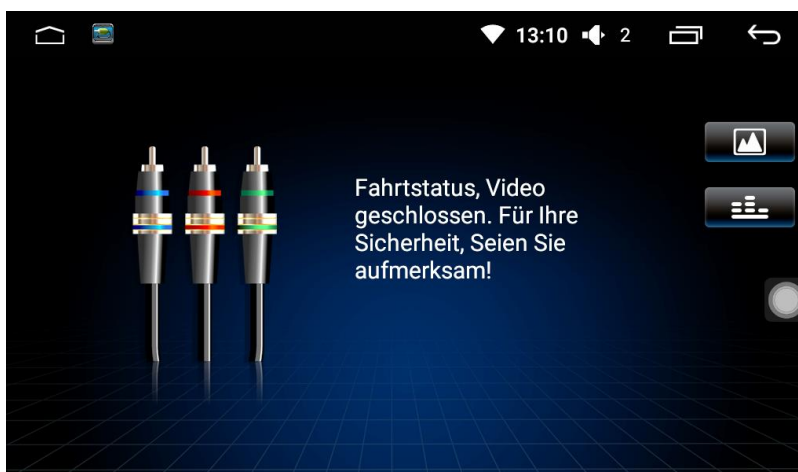 13:10 2
Fahrtstatus, Video
geschlossen. Für Ihre
Sicherheit, Seien Sie
aufmerksam!